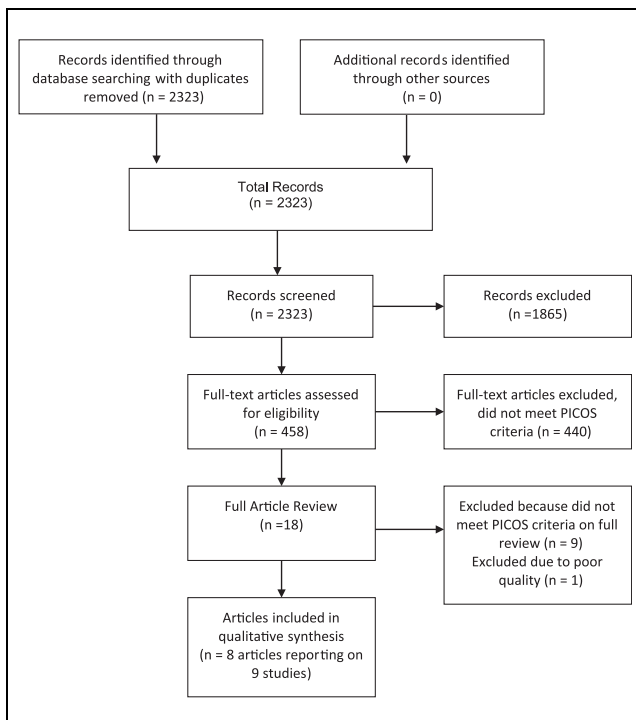 Records identified through
database searching with duplicates
removed (n = 2323)
Additional records identified
through other sources
(n = 0)
Total Records
(n = 2323)
Records screened
(n = 2323)
Records excluded
(n =1865)
Full-text articles assessed
for eligibility
(n = 458)
Full-text articles excluded,
did not meet PICOS
criteria (n = 440)
Full Article Review
(n =18)
Excluded because did not
meet PICOS criteria on full
review (n = 9)
Excluded due to poor
quality (n = 1)
Articles included in
qualitative synthesis
(n = 8 articles reporting on
9 studies)